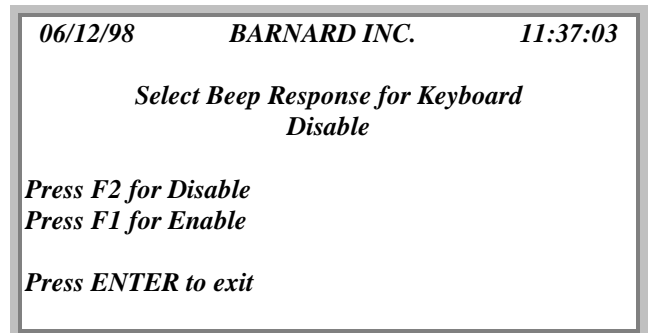 06/12/98 BARNARD INC. 11:37:03
Select Beep Response for Keyboard
Disable
Press F2 for Disable
Press F1 for Enable
Press ENTER to exit